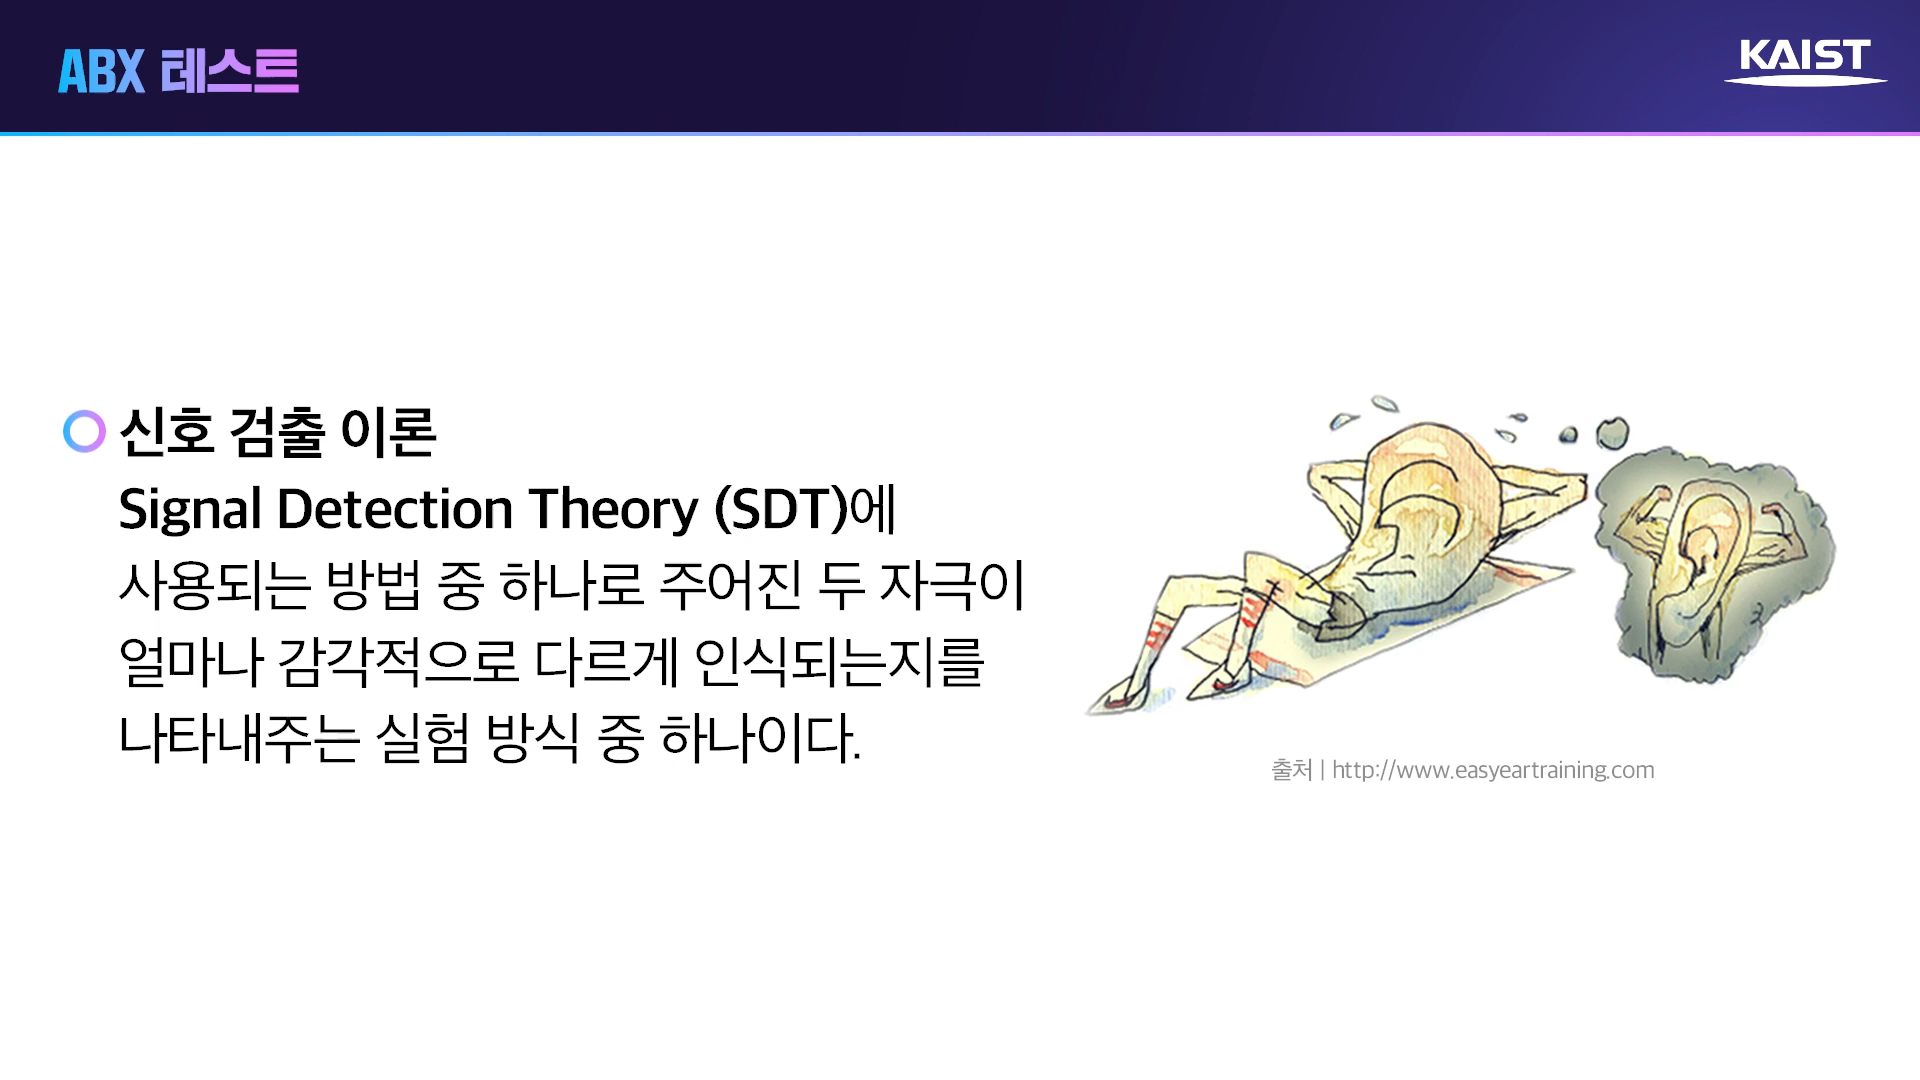 ABX 테스트
KAIST
신호 검출 이론
Signal Detection Theory (SDT)에
사용되는 방법 중 하나로 주어진 두 자극이
얼마나 감각적으로 다르게 인식되는지를
나타내주는 실험 방식 중 하나이다.
출처 | http://www.easyeartraining.com